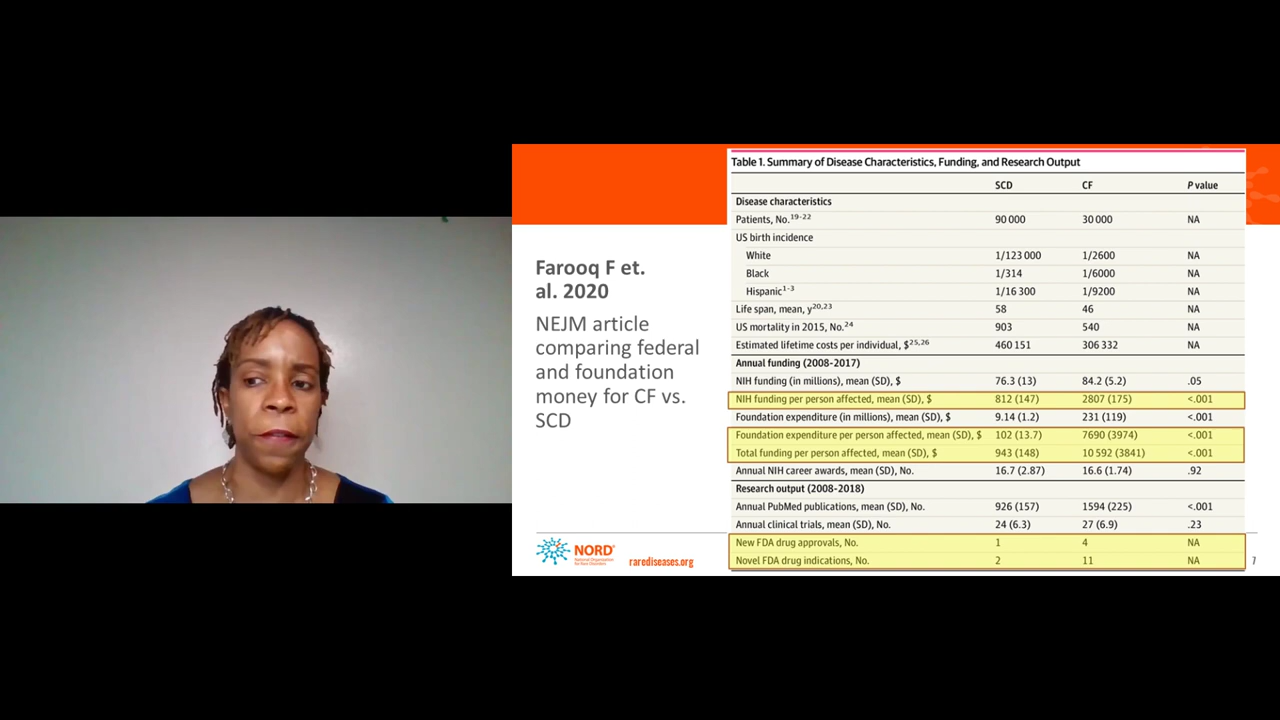 Farooq F et.
al. 2020
NEJM article
comparing federal
and foundation
money for CF vs.
SCD
Table 1. Summary of Disease Characteristics, Funding, and Research Output
SCD CF P value
Disease characteristics
Patients, No.19-22 90 000 30 000 NA
US birth incidence
White 1/123 000 1/2600 NA
Black 1/314 1/6000 NA
Hispanic1-3 1/16 300 1/9200 NA
Life span, mean, y20,23 58 46 NA
US mortality in 2015, No.24 903 540 NA
Estimated lifetime costs per individual, $25,26 460 151 306 332 NA
Annual funding (2008-2017)
NIH funding (in millions), mean (SD), $ 76.3 (13) 84.2 (5.2) .05
NIH funding per person affected, mean (SD), $ 812 (147) 2807 (175) <.001
Foundation expenditure (in millions), mean (SD), $ 9.14 (1.2) 231 (119) <.001
Foundation expenditure per person affected, mean (SD), $ 102 (13.7) 7690 (3974) <.001
Total funding per person affected, mean (SD), $ 943 (148) 10 592 (3841) <.001
Annual NIH career awards, mean (SD), No. 16.7 (2.87) 16.6 (1.74) .92
Research output (2008-2018)
Annual PubMed publications, mean (SD), No. 926 (157) 1594 (225) <.001
Annual clinical trials, mean (SD), No. 24 (6.3) 27 (6.9) .23
New FDA drug approvals, No. 1 4 NA
Novel FDA drug indications, No. 2 11 NA
NORD®
National Organization
for Rare Disorders
rarediseases.org
7